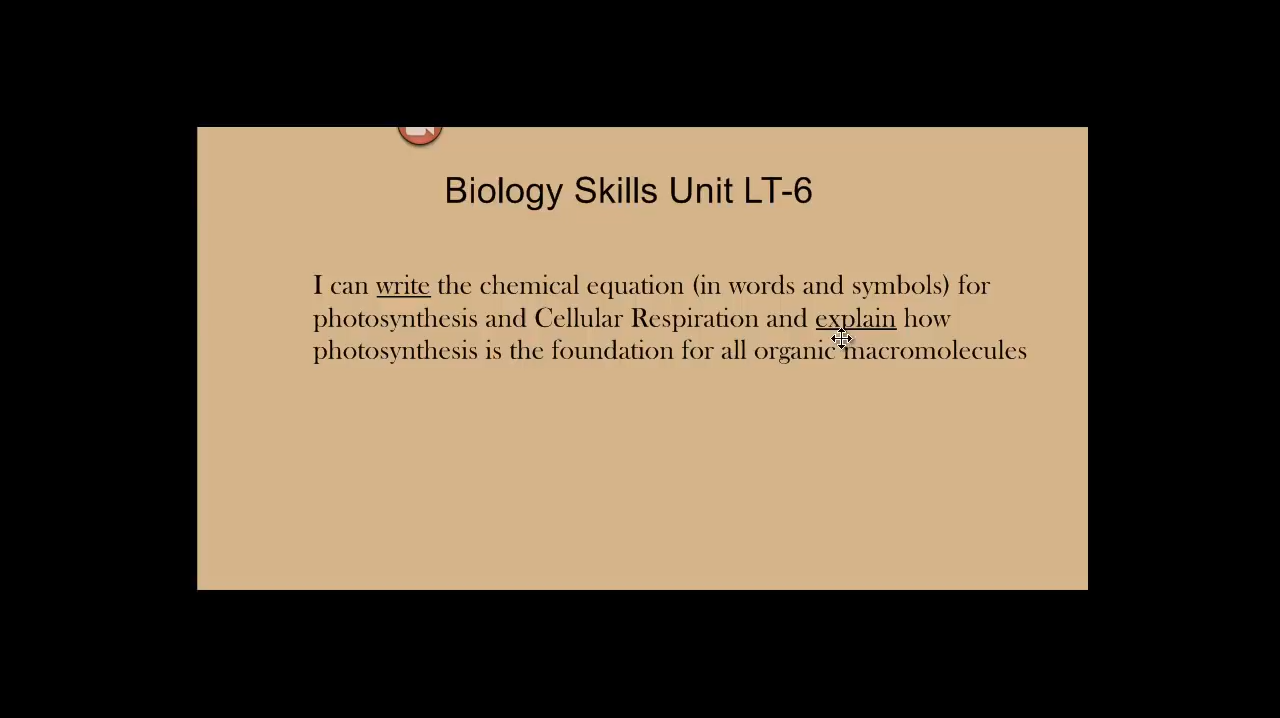 Biology Skills Unit LT-6
I can write the chemical equation (in words and symbols) for
photosynthesis and Cellular Respiration and explain how
photosynthesis is the foundation for all organic macromolecules